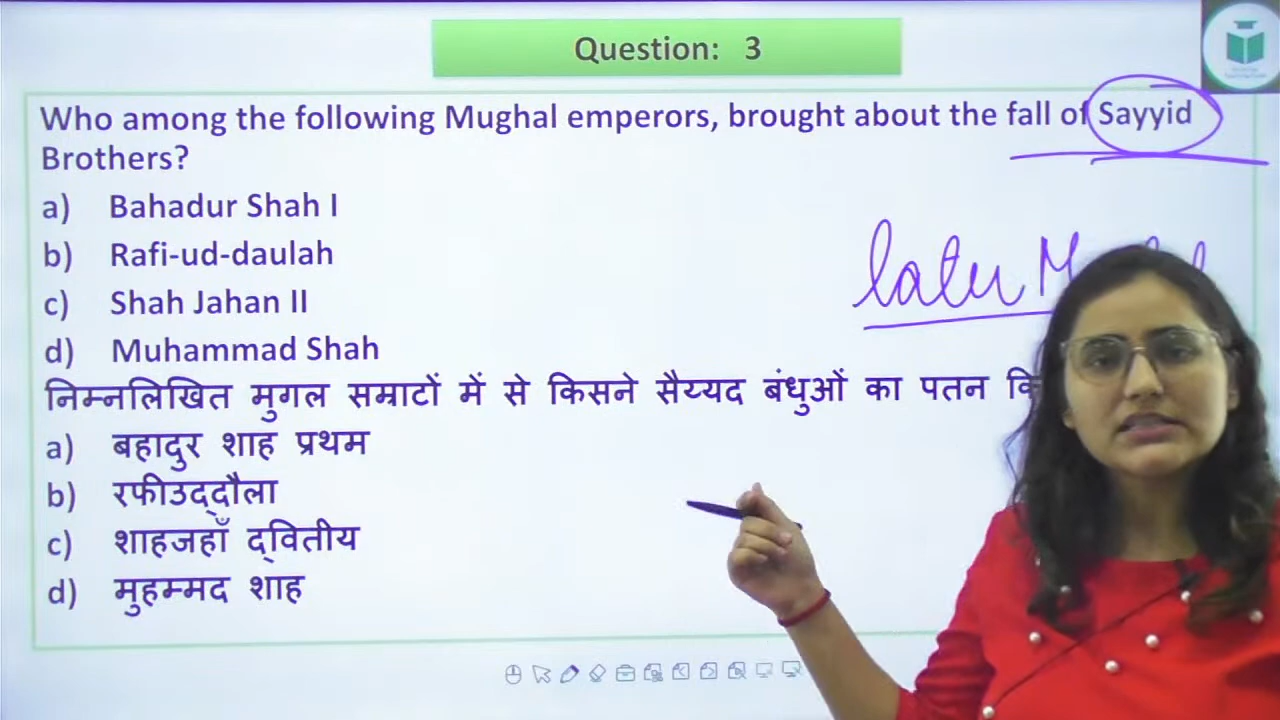 Question: 3
Who among the following Mughal emperors, brought about the fall of Sayyid
Brothers?
a) Bahadur Shah I
b) Rafi-ud-daulah
c) Shah Jahan II
d) Muhammad Shah
later
निम्नलिखित मुगल सम्राटों में से किसने सैय्यद बंधुओं का पतन
a) बहादुर शाह प्रथम
b) रफीउद्दौला
c) शाहजहाँ द्वितीय
d) मुहम्मद शाह